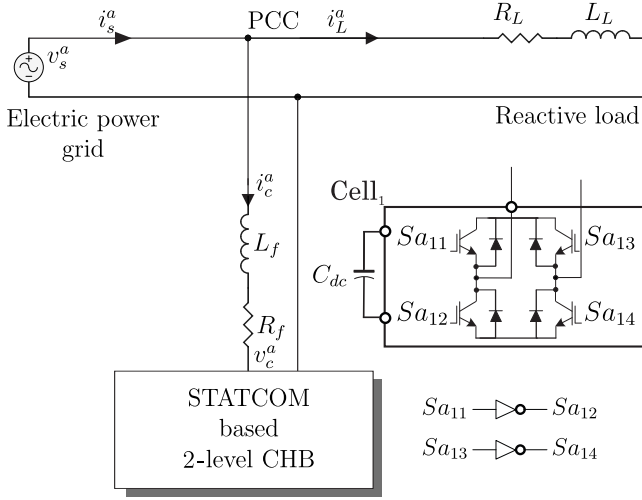 i_s^a PCC i_L^a R_L L_L
v_s^a
Electric power
grid
Reactive load
i_c^a
Cell_1
L_f
Sa_11 Sa_13
C_dc
R_f
Sa_12 Sa_14
v_c^a
STATCOM
based
2-level CHB
Sa_11 Sa_12
Sa_13 Sa_14